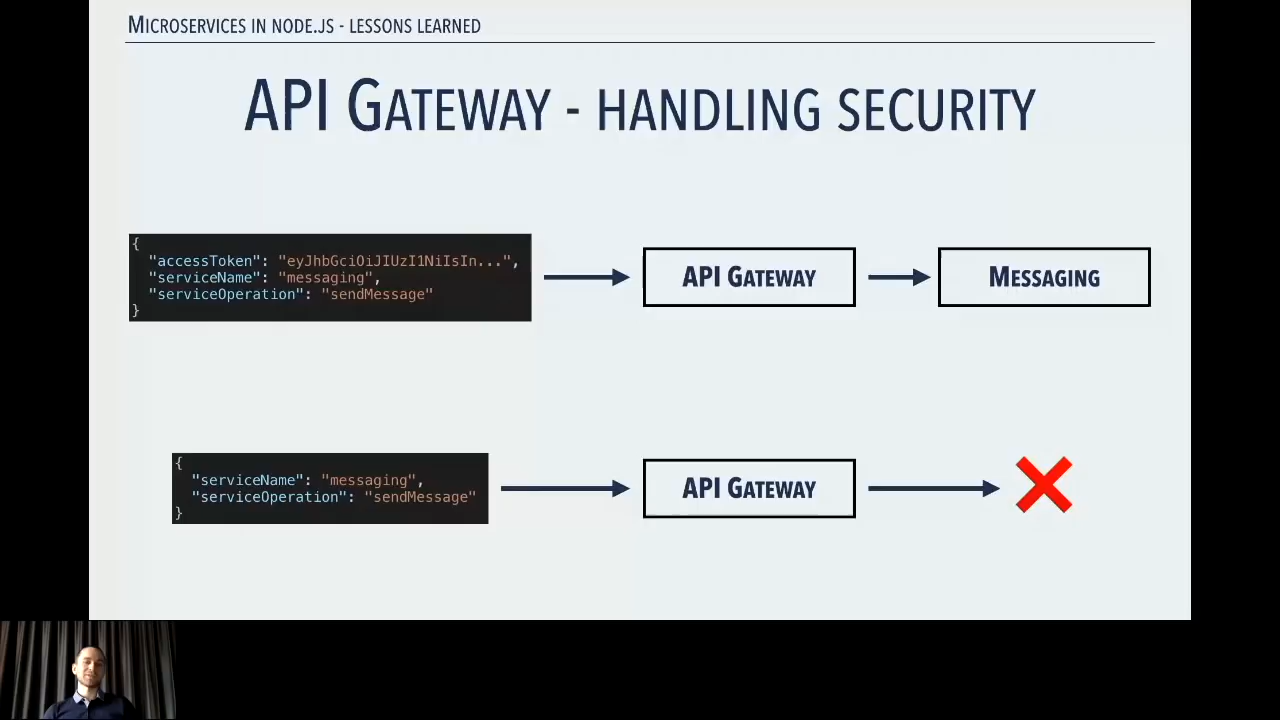 MICROSERVICES IN NODE.JS - LESSONS LEARNED
API GATEWAY - HANDLING SECURITY
{
"accessToken": "eyJhbGciOiJIUzI1NiIsIn...",
"serviceName": "messaging",
"serviceOperation": "sendMessage"
}
API GATEWAY
MESSAGING
{
"serviceName": "messaging",
"serviceOperation": "sendMessage"
}
API GATEWAY